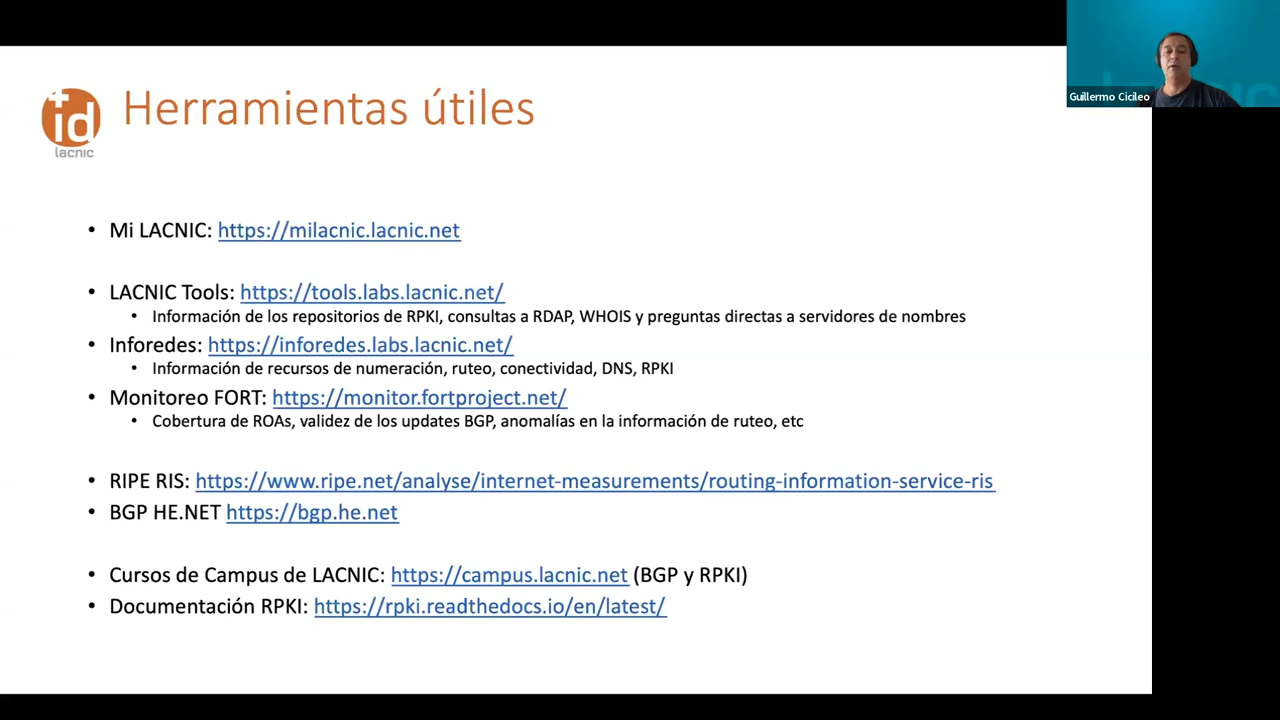 Guillermo Cicileo
+id
lacnic
Herramientas útiles
• Mi LACNIC: https://milacnic.lacnic.net
• LACNIC Tools: https://tools.labs.lacnic.net/
• Información de los repositorios de RPKI, consultas a RDAP, WHOIS y preguntas directas a servidores de nombres
• Inforedes: https://inforedes.labs.lacnic.net/
• Información de recursos de numeración, ruteo, conectividad, DNS, RPKI
• Monitoreo FORT: https://monitor.fortproject.net/
• Cobertura de ROAs, validez de los updates BGP, anomalías en la información de ruteo, etc
• RIPE RIS: https://www.ripe.net/analyse/internet-measurements/routing-information-service-ris
• BGP HE.NET https://bgp.he.net
• Cursos de Campus de LACNIC: https://campus.lacnic.net (BGP y RPKI)
• Documentación RPKI: https://rpki.readthedocs.io/en/latest/